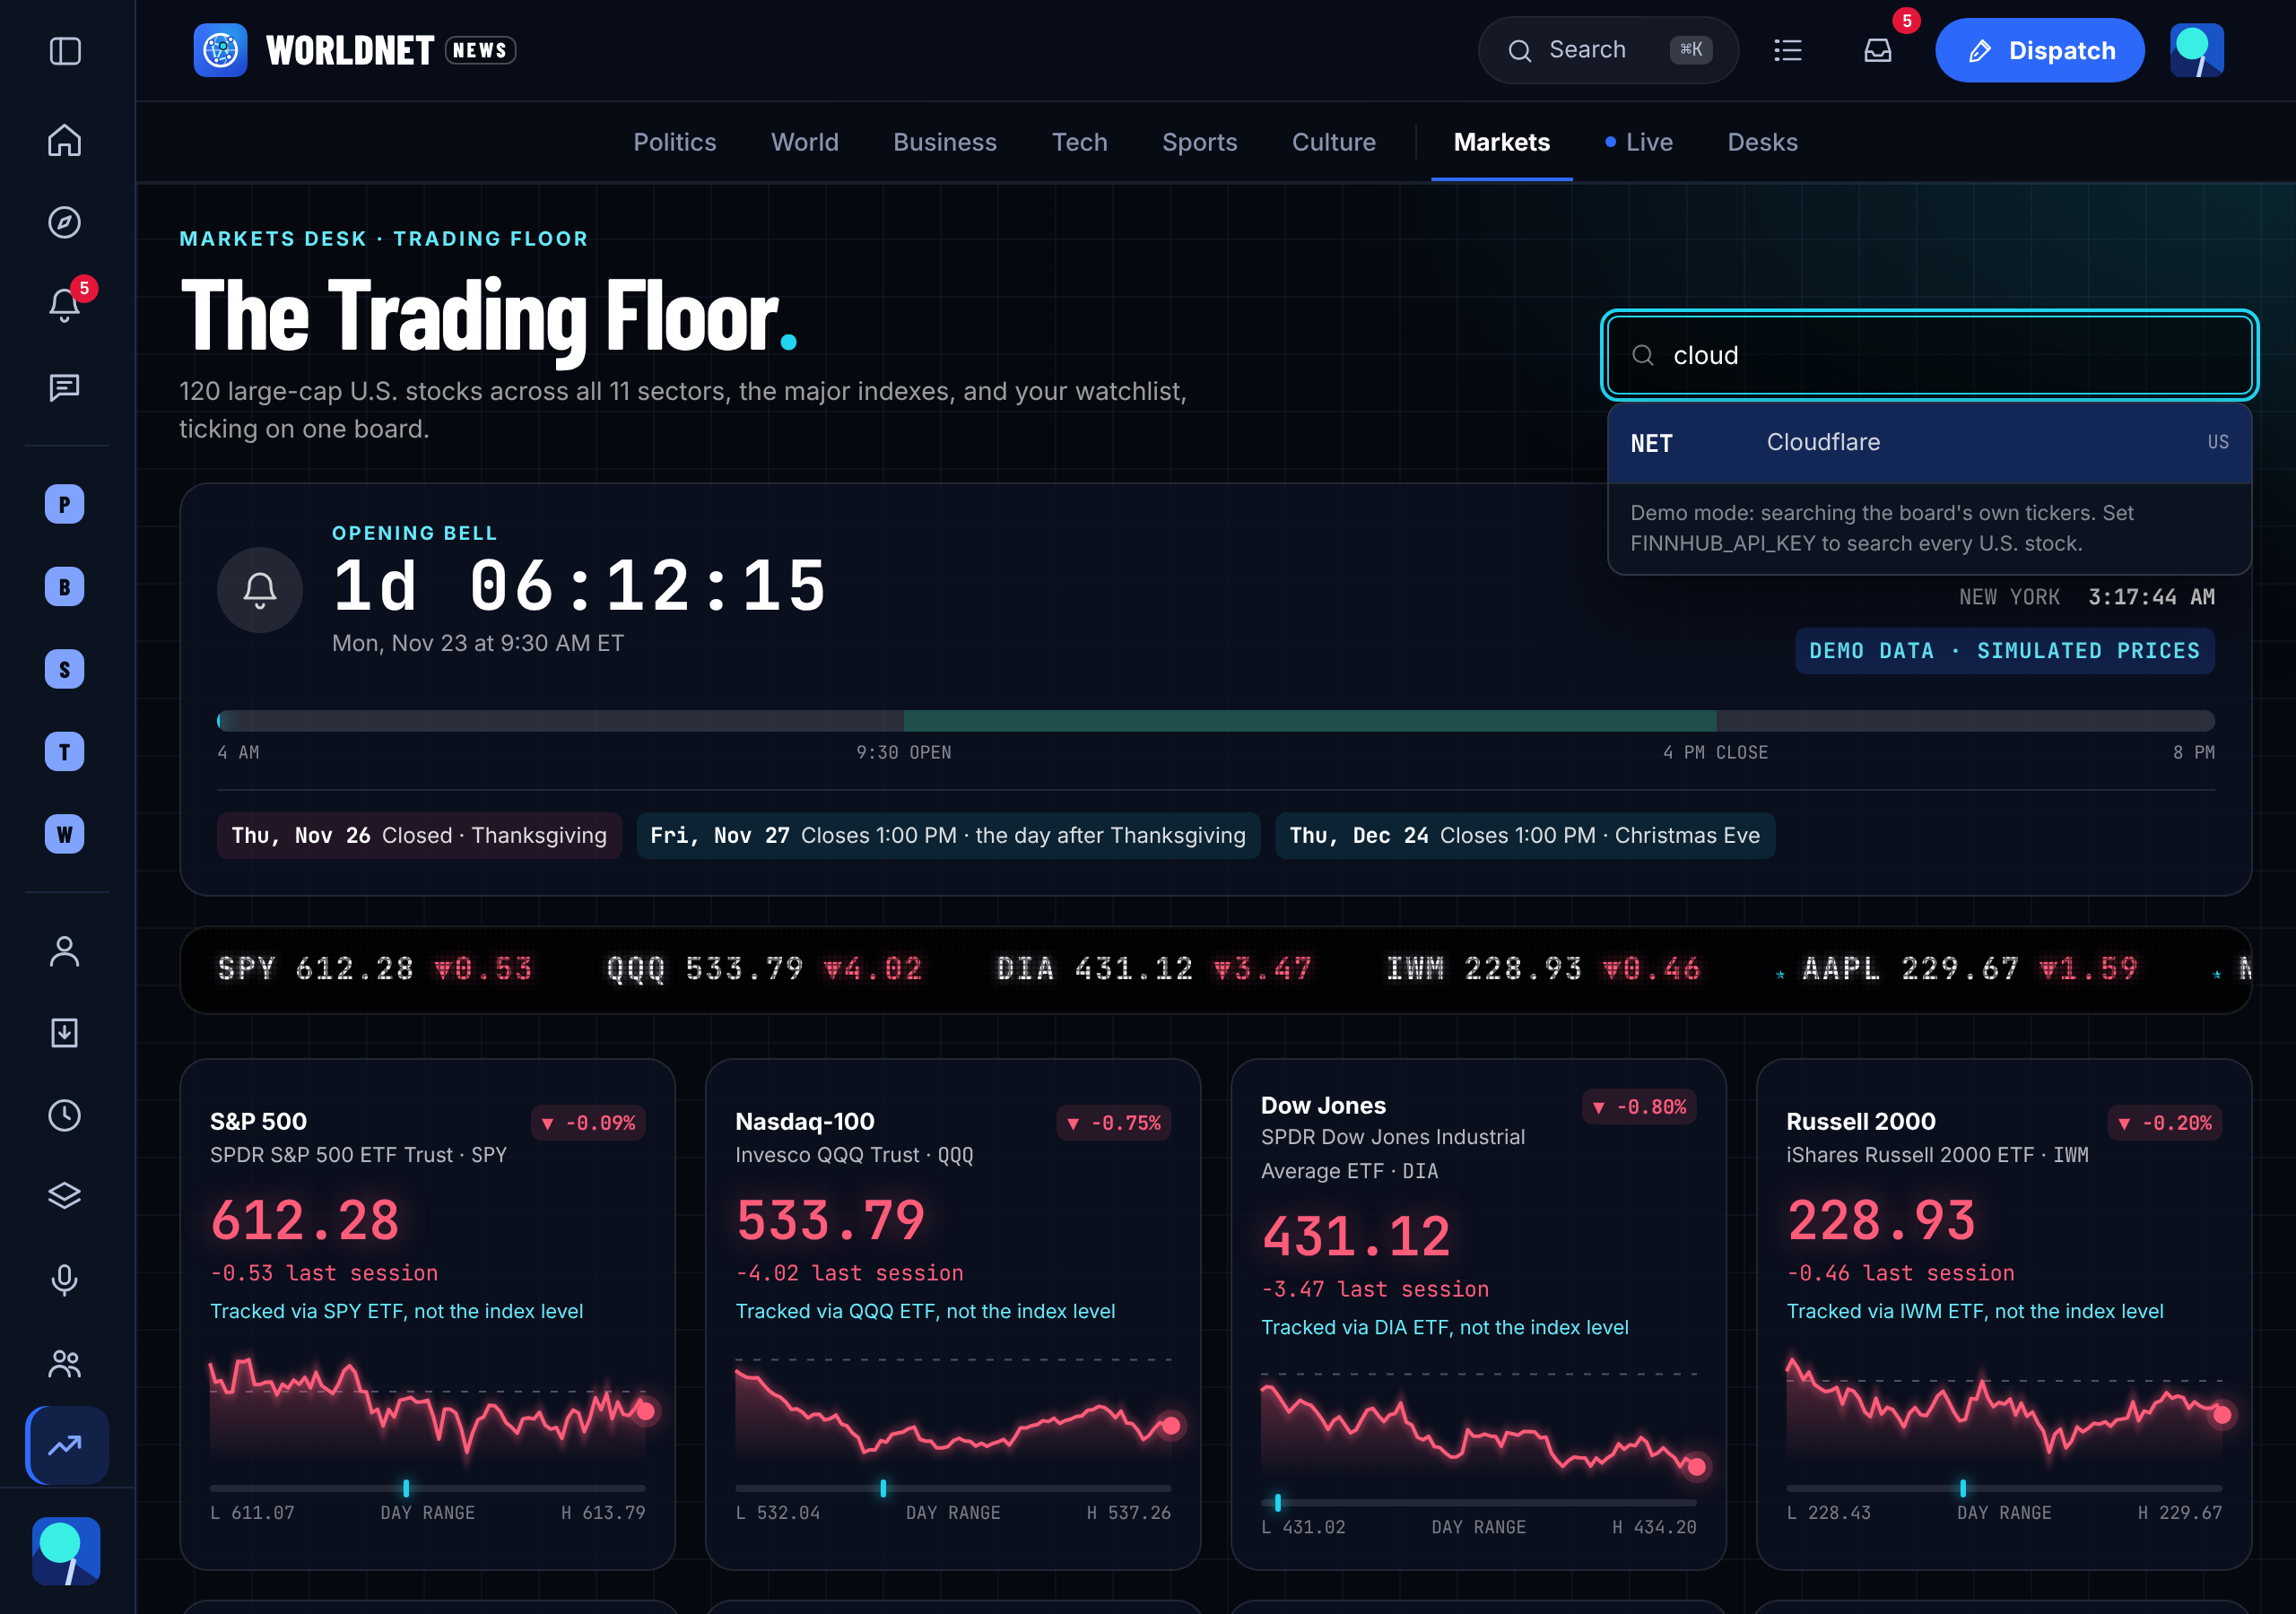 WORLDNET NEWS
Search ⌘K
5
Dispatch
Politics World Business Tech Sports Culture Markets Live Desks
5
P
B
S
T
W
MARKETS DESK · TRADING FLOOR
The Trading Floor.
120 large-cap U.S. stocks across all 11 sectors, the major indexes, and your watchlist,
ticking on one board.
cloud
NET Cloudflare US
Demo mode: searching the board's own tickers. Set
FINNHUB_API_KEY to search every U.S. stock.
OPENING BELL
1d 06:12:15
Mon, Nov 23 at 9:30 AM ET
NEW YORK 3:17:44 AM
DEMO DATA · SIMULATED PRICES
4 AM 9:30 OPEN 4 PM CLOSE 8 PM
Thu, Nov 26 Closed · Thanksgiving
Fri, Nov 27 Closes 1:00 PM · the day after Thanksgiving
Thu, Dec 24 Closes 1:00 PM · Christmas Eve
SPY 612.28 ▼0.53 QQQ 533.79 ▼4.02 DIA 431.12 ▼3.47 IWM 228.93 ▼0.46 * AAPL 229.67 ▼1.59 *
S&P 500 ▼ -0.09%
SPDR S&P 500 ETF Trust · SPY
612.28
-0.53 last session
Tracked via SPY ETF, not the index level
L 611.07 DAY RANGE H 613.79
Nasdaq-100 ▼ -0.75%
Invesco QQQ Trust · QQQ
533.79
-4.02 last session
Tracked via QQQ ETF, not the index level
L 532.04 DAY RANGE H 537.26
Dow Jones ▼ -0.80%
SPDR Dow Jones Industrial
Average ETF · DIA
431.12
-3.47 last session
Tracked via DIA ETF, not the index level
L 431.02 DAY RANGE H 434.20
Russell 2000 ▼ -0.20%
iShares Russell 2000 ETF · IWM
228.93
-0.46 last session
Tracked via IWM ETF, not the index level
L 228.43 DAY RANGE H 229.67